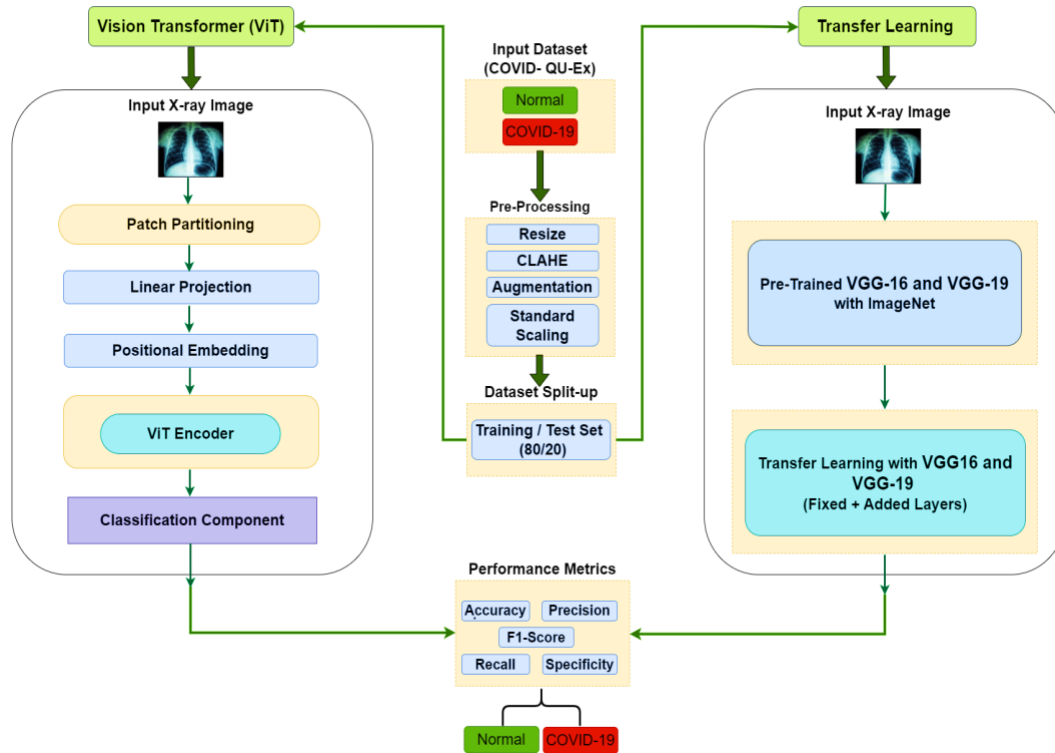 Vision Transformer (ViT)
Input X-ray Image
Patch Partitioning
Linear Projection
Positional Embedding
ViT Encoder
Classification Component
Input Dataset
(COVID- QU-Ex)
Normal
COVID-19
Pre-Processing
Resize
CLAHE
Augmentation
Standard
Scaling
Dataset Split-up
Training / Test Set
(80/20)
Transfer Learning
Input X-ray Image
Pre-Trained VGG-16 and VGG-19
with ImageNet
Transfer Learning with VGG16 and
VGG-19
(Fixed + Added Layers)
Performance Metrics
Accuracy Precision
F1-Score
Recall Specificity
Normal COVID-19